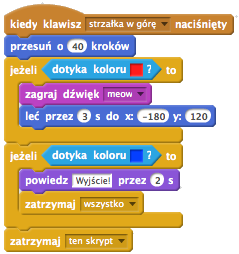 kiedy klawisz strzałka w górę naciśnięty
przesuń o 40 kroków
jeżeli dotyka koloru ? to
zagraj dźwięk meow
leć przez 3 s do x: -180 y: 120
jeżeli dotyka koloru ? to
powiedz Wyjście! przez 2 s
zatrzymaj wszystko
zatrzymaj ten skrypt